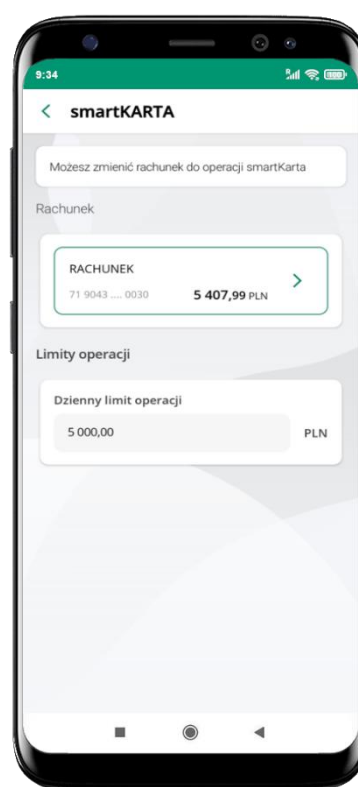 9:34
smartKARTA
Możesz zmienić rachunek do operacji smartKarta
Rachunek
RACHUNEK
71 9043 .... 0030 5 407,99 PLN
Limity operacji
Dzienny limit operacji
5 000,00 PLN